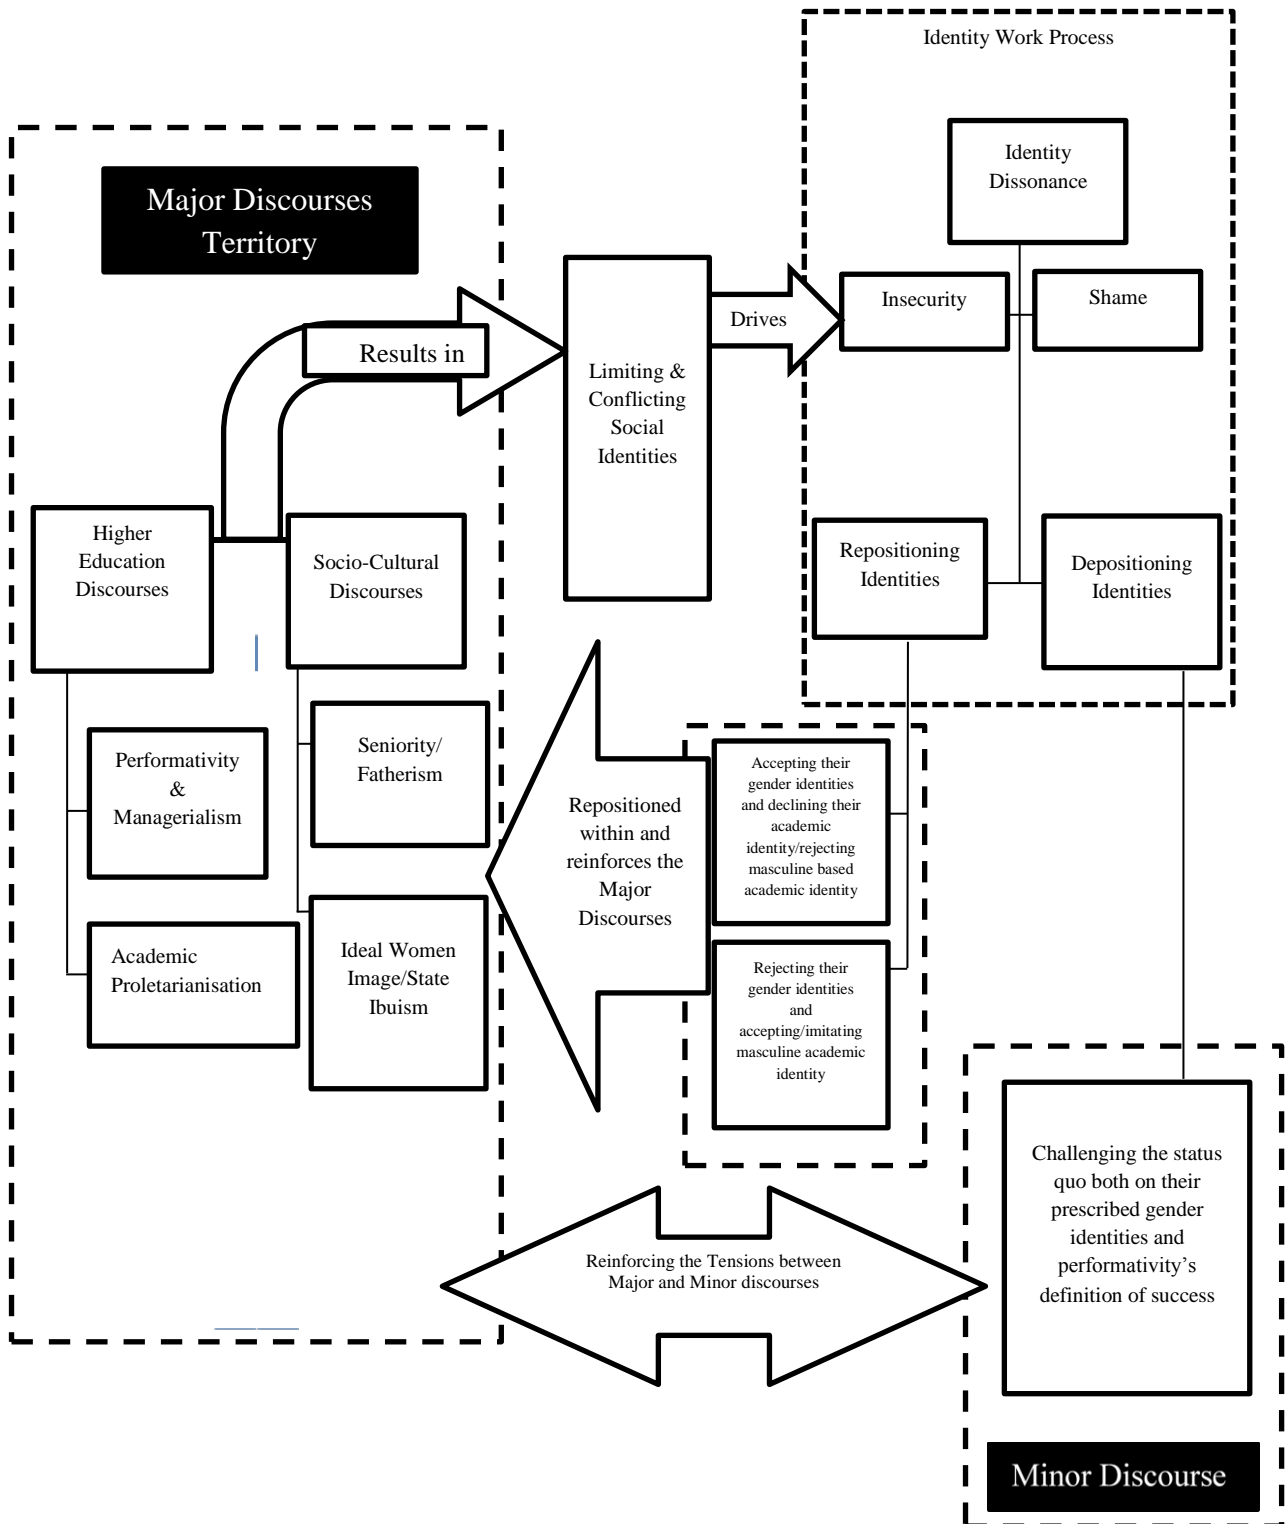 Identity Work Process
Identity
Dissonance
Insecurity
Shame
Repositioning
Identities
Depositioning
Identities
Major Discourses
Territory
Results in
Limiting &
Conflicting
Social
Identities
Drives
Higher
Education
Discourses
Socio-Cultural
Discourses
Performativity
&
Managerialism
Academic
Proletarianisation
Seniority/
Fatherism
Ideal Women
Image/State
Ibuism
Repositioned
within and
reinforces the
Major
Discourses
Accepting their
gender identities
and declining their
academic
identity/rejecting
masculine based
academic identity
Rejecting their
gender identities
and
accepting/imitating
masculine academic
identity
Reinforcing the Tensions between
Major and Minor discourses
Challenging the status
quo both on their
prescribed gender
identities and
performativity’s
definition of success
Minor Discourse